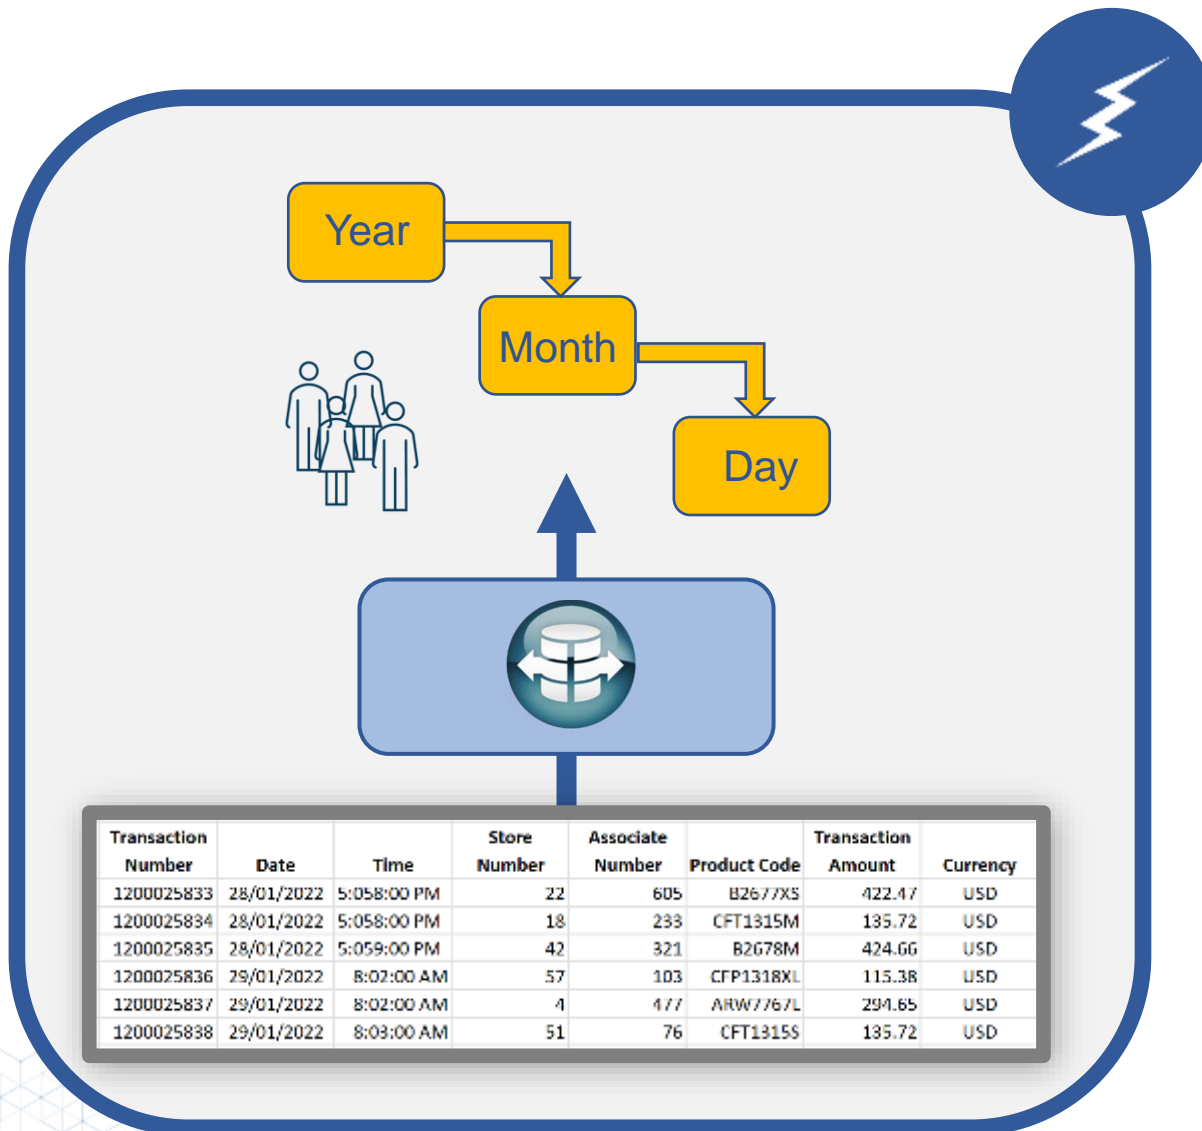 Year
Month
Day
Transaction Store Associate Transaction
Number Date Time Number Number Product Code Amount Currency
1200025833 28/01/2022 5:058:00 PM 22 605 B2677XS 422.47 USD
1200025834 28/01/2022 5:058:00 PM 18 233 CFT1315M 135.72 USD
1200025835 28/01/2022 5:059:00 PM 42 321 B2678M 424.66 USD
1200025836 29/01/2022 8:02:00 AM 57 103 CFP1318XL 115.38 USD
1200025837 29/01/2022 8:02:00 AM 4 477 ARW7767L 294.65 USD
1200025838 29/01/2022 8:03:00 AM 51 76 CFT1315S 135.72 USD